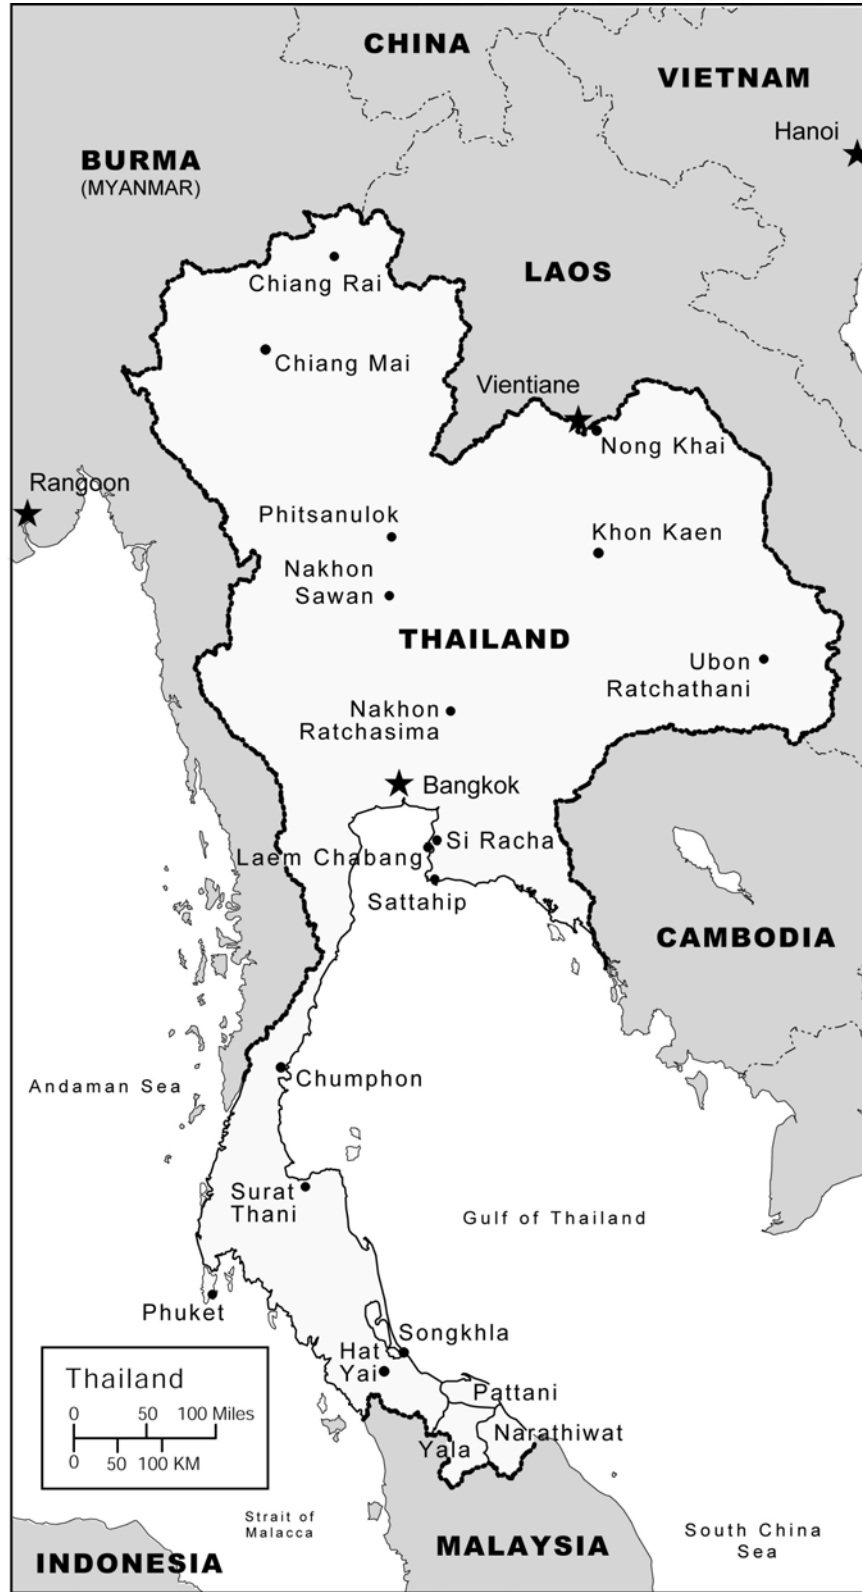 CHINA
VIETNAM
Hanoi
BURMA
(MYANMAR)
LAOS
Chiang Rai
Chiang Mai
Vientiane
Nong Khai
Rangoon
Phitsanulok
Khon Kaen
Nakhon
Sawan
THAILAND
Ubon
Ratchathani
Nakhon
Ratchasima
Bangkok
Si Racha
Laem Chabang
Sattahip
CAMBODIA
Andaman Sea
Chumphon
Surat
Thani
Gulf of Thailand
Phuket
Songkhla
Hat
Yai
Pattani
Narathiwat
Yala
Thailand
0 50 100 Miles
0 50 100 KM
Strait of
Malacca
South China
Sea
MALAYSIA
INDONESIA